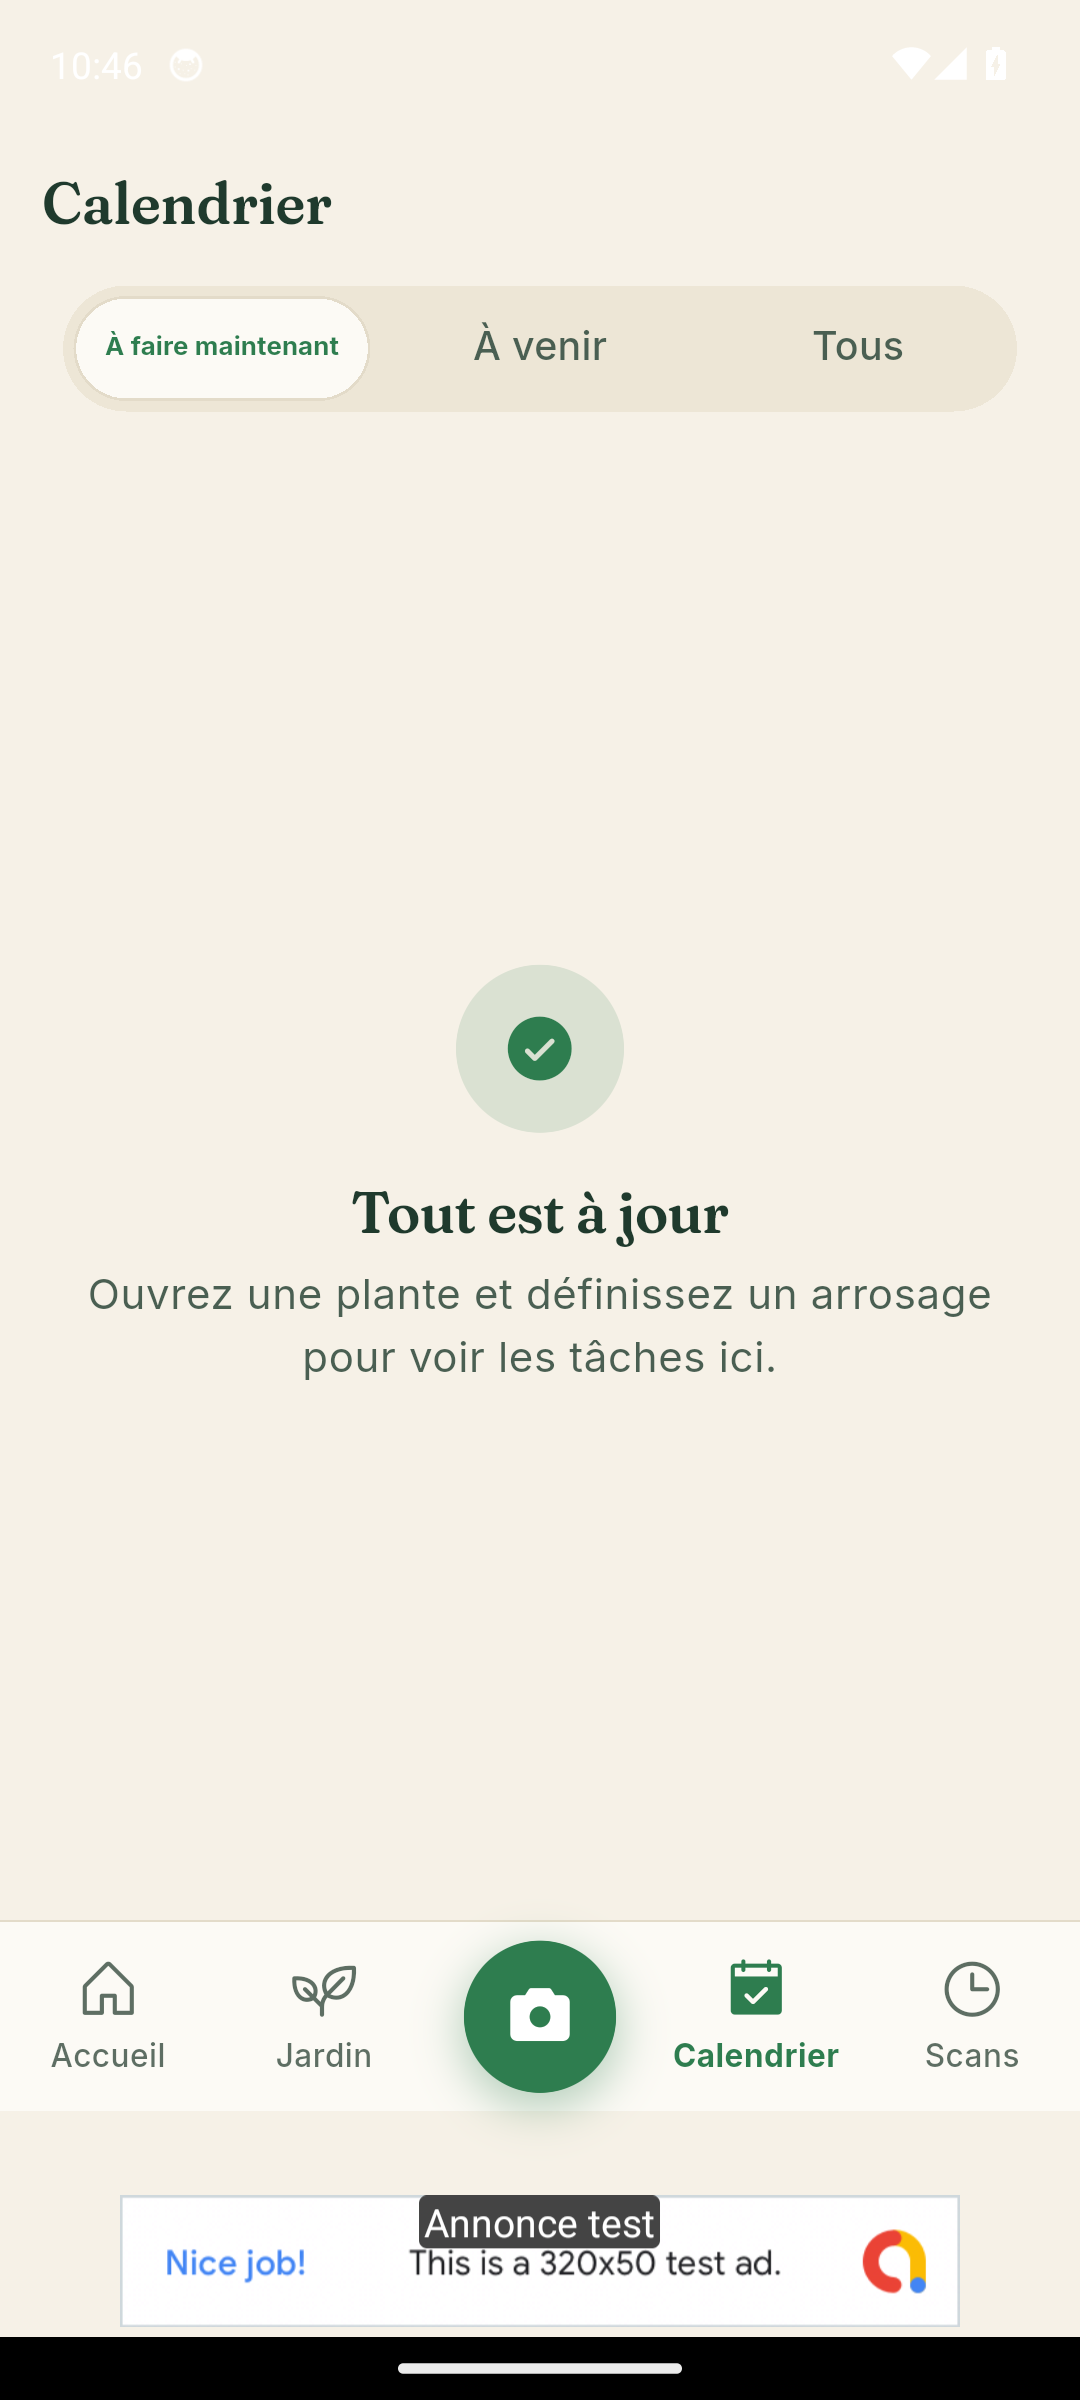 10:46
Calendrier
À faire maintenant
À venir
Tous
Tout est à jour
Ouvrez une plante et définissez un arrosage
pour voir les tâches ici.
Accueil
Jardin
Calendrier
Scans
Annonce test
Nice job!
This is a 320x50 test ad.